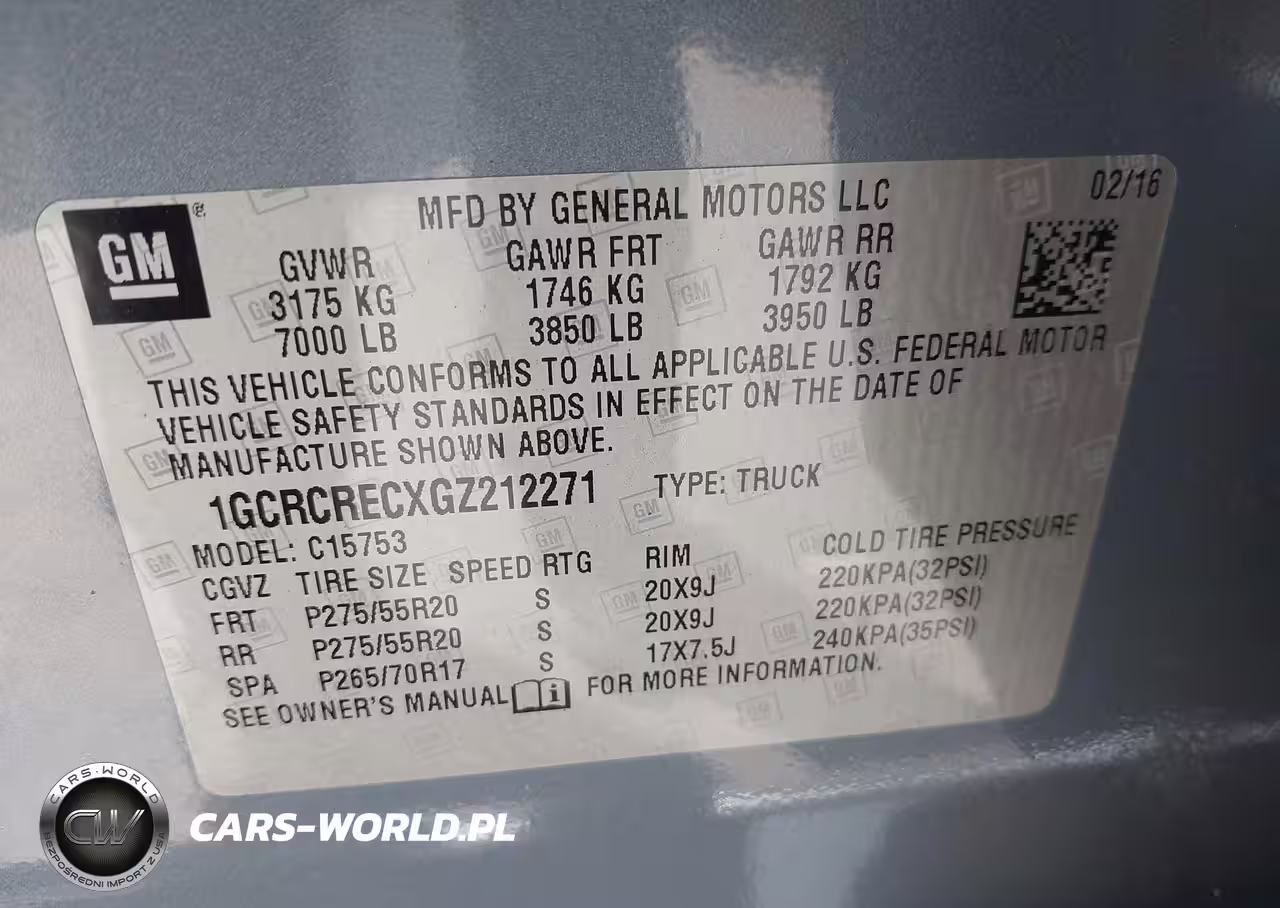 GM
MFD BY GENERAL MOTORS LLC 02/16
GVWR GAWR FRT GAWR RR
3175 KG 1746 KG 1792 KG
7000 LB 3850 LB 3950 LB
THIS VEHICLE CONFORMS TO ALL APPLICABLE U.S. FEDERAL MOTOR
VEHICLE SAFETY STANDARDS IN EFFECT ON THE DATE OF
MANUFACTURE SHOWN ABOVE.
1GCRCRECXGZ212271 TYPE: TRUCK
MODEL: C15753
CGVZ TIRE SIZE SPEED RTG RIM COLD TIRE PRESSURE
FRT P275/55R20 S 20X9J 220KPA(32PSI)
RR P275/55R20 S 20X9J 220KPA(32PSI)
SPA P265/70R17 S 17X7.5J 240KPA(35PSI)
SEE OWNER'S MANUAL FOR MORE INFORMATION.
CARS-WORLD
CW
BEZPOŚREDNI IMPORT Z USA
CARS-WORLD.PL